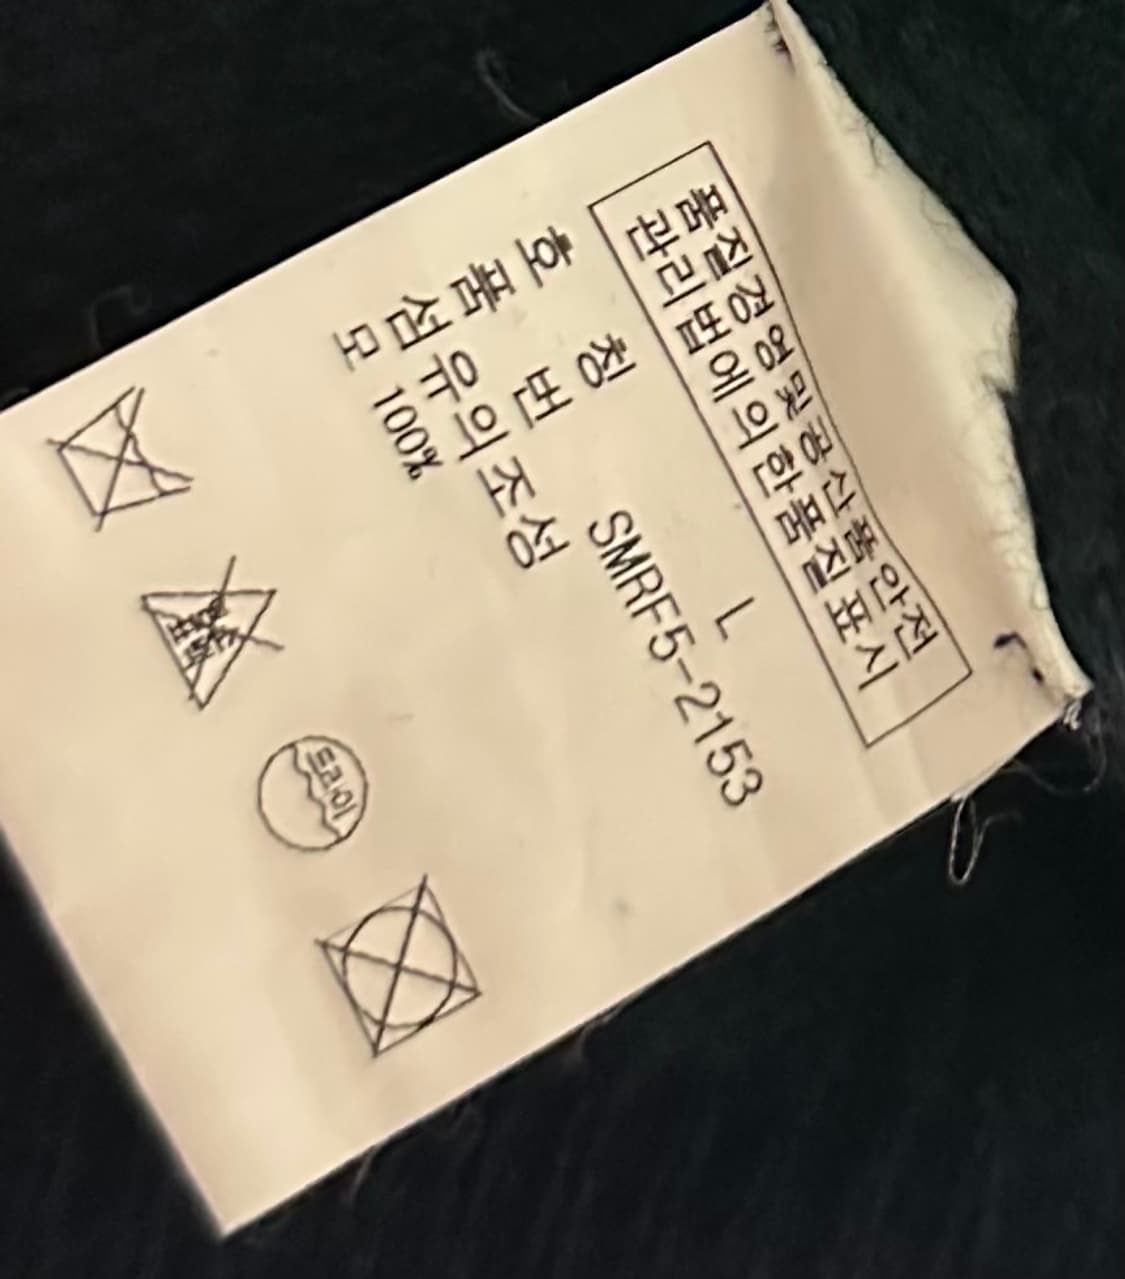 품질경영및공산품안전
관리법에의한품질표시
호 칭 L
품 번 SMRF5-2153
섬유의조성
모 100%
드라이